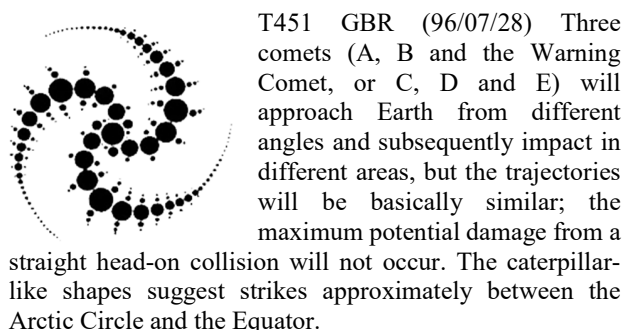 T451 GBR (96/07/28) Three
comets (A, B and the Warning
Comet, or C, D and E) will
approach Earth from different
angles and subsequently impact in
different areas, but the trajectories
will be basically similar; the
maximum potential damage from a
straight head-on collision will not occur. The caterpillar-
like shapes suggest strikes approximately between the
Arctic Circle and the Equator.